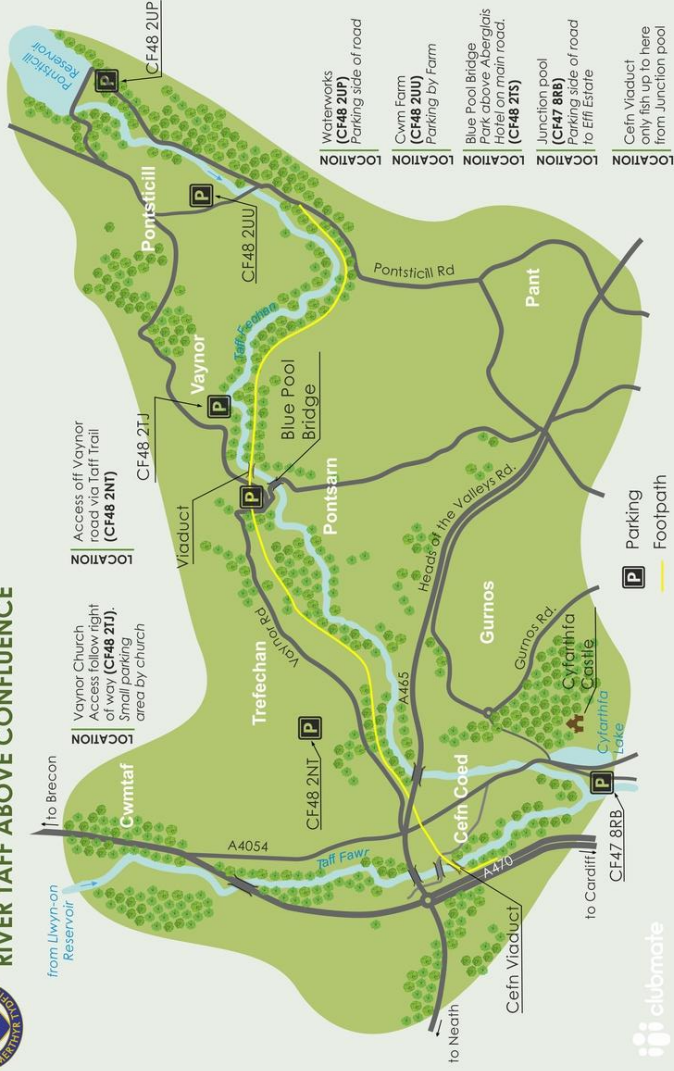 RIVER TAFF ABOVE CONFLUENCE
MERTHYR TYDFIL
from Llwyn-on
Reservoir
to Brecon
LOCATION
Vaynor Church
Access follow right
of way (CF48 2TJ).
Small parking
area by church
LOCATION
Access off Vaynor
road via Taff Trail
(CF48 2NT)
Cwmtaf
A4054
Taff Fawr
Trefechan
Vaynor Rd
P
CF48 2NT
Viaduct
P
CF48 2TJ
P
Vaynor
Taff Fechan
Blue Pool
Bridge
Pontsarn
Pontsticill
Pontsticill
Reservoir
P
CF48 2UP
P
CF48 2UU
Pontsticill Rd
Pant
Heads of the Valleys Rd.
A465
Gurnos
Gurnos Rd.
Cyfarthfa
Castle
Cyfarthfa
Lake
Cefn Coed
A470
to Cardiff
P
CF47 8RB
Cefn Viaduct
to Neath
P
Parking
Footpath
LOCATION
Waterworks
(CF48 2UP)
Parking side of road
LOCATION
Cwm Farm
(CF48 2UU)
Parking by Farm
LOCATION
Blue Pool Bridge
Park above Aberglais
Hotel on main road.
(CF48 2TS)
LOCATION
Junction pool
(CF47 8RB)
Parking side of road
to Effi Estate
LOCATION
Cefn Viaduct
only fish up to here
from Junction pool
clubmate